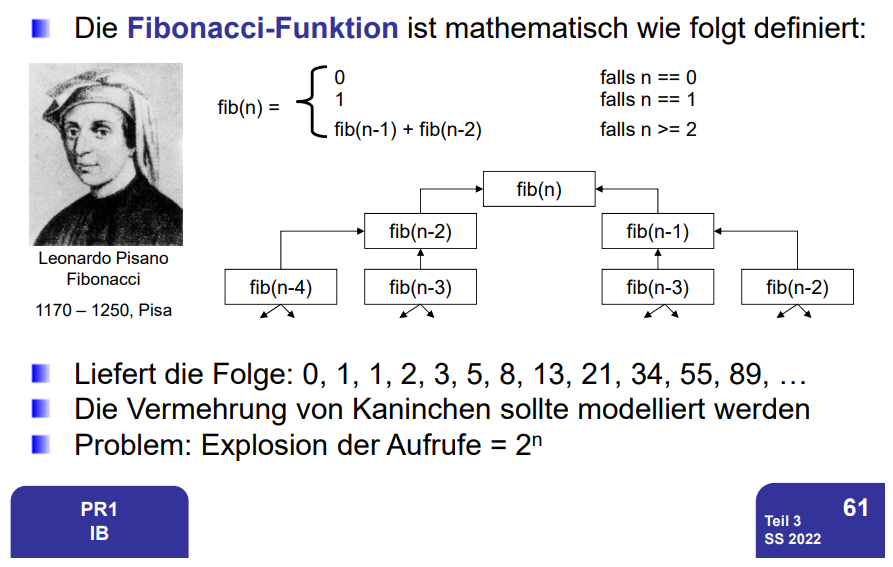 Die Fibonacci-Funktion ist mathematisch wie folgt definiert:
fib(n) =
0 falls n == 0
1 falls n == 1
fib(n-1) + fib(n-2) falls n >= 2
Leonardo Pisano
Fibonacci
1170 – 1250, Pisa
fib(n)
fib(n-2) fib(n-1)
fib(n-4) fib(n-3) fib(n-3) fib(n-2)
Liefert die Folge: 0, 1, 1, 2, 3, 5, 8, 13, 21, 34, 55, 89, …
Die Vermehrung von Kaninchen sollte modelliert werden
Problem: Explosion der Aufrufe = 2ⁿ
PR1
IB
61
Teil 3
SS 2022